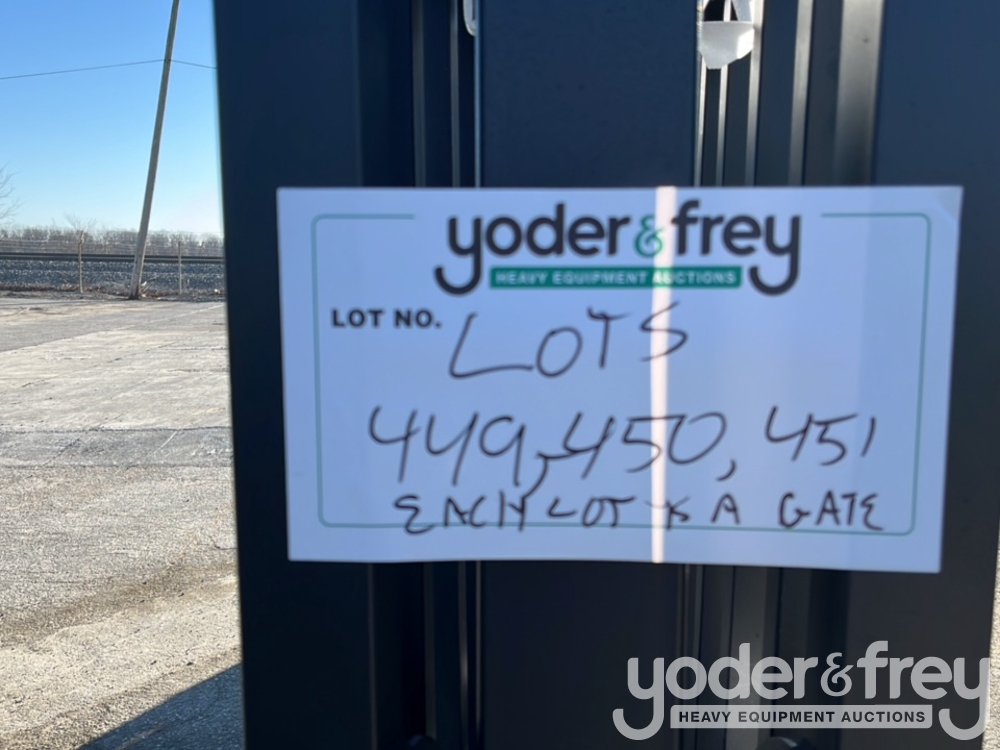 yoder & frey
HEAVY EQUIPMENT AUCTIONS
LOT NO. LOTS
449, 450, 451
EACH LOT IS A GATE
yoder & frey
HEAVY EQUIPMENT AUCTIONS